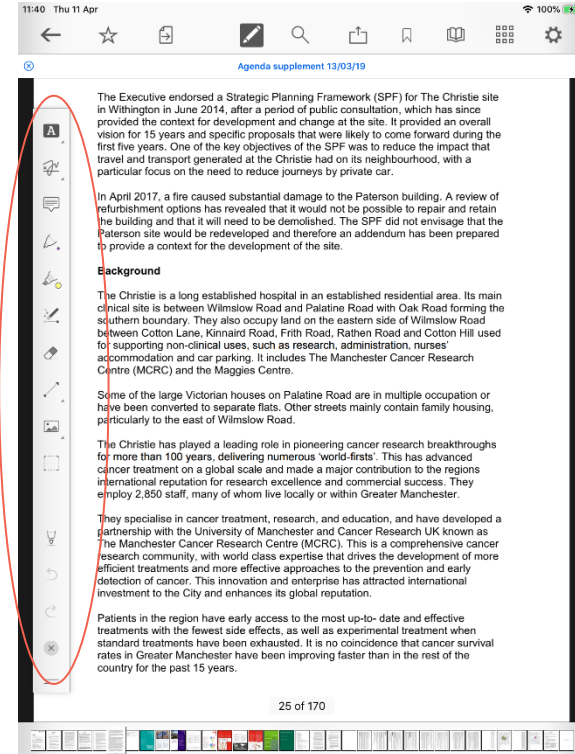 11:40 Thu 11 Apr
100%
Agenda supplement 13/03/19
The Executive endorsed a Strategic Planning Framework (SPF) for The Christie site
in Withington in June 2014, after a period of public consultation, which has since
provided the context for development and change at the site. It provided an overall
vision for 15 years and specific proposals that were likely to come forward during the
first five years. One of the key objectives of the SPF was to reduce the impact that
travel and transport generated at the Christie had on its neighbourhood, with a
particular focus on the need to reduce journeys by private car.
In April 2017, a fire caused substantial damage to the Paterson building. A review of
refurbishment options has revealed that it would not be possible to repair and retain
the building and that it will need to be demolished. The SPF did not envisage that the
Paterson site would be redeveloped and therefore an addendum has been prepared
to provide a context for the development of the site.
Background
The Christie is a long established hospital in an established residential area. Its main
clinical site is between Wilmslow Road and Palatine Road with Oak Road forming the
southern boundary. They also occupy land on the eastern side of Wilmslow Road
between Cotton Lane, Kinnaird Road, Frith Road, Rathen Road and Cotton Hill used
for supporting non-clinical uses, such as research, administration, nurses'
accommodation and car parking. It includes The Manchester Cancer Research
Centre (MCRC) and the Maggies Centre.
Some of the large Victorian houses on Palatine Road are in multiple occupation or
have been converted to separate flats. Other streets mainly contain family housing,
particularly to the east of Wilmslow Road.
The Christie has played a leading role in pioneering cancer research breakthroughs
for more than 100 years, delivering numerous 'world-firsts'. This has advanced
cancer treatment on a global scale and made a major contribution to the regions
international reputation for research excellence and commercial success. They
employ 2,850 staff, many of whom live locally or within Greater Manchester.
They specialise in cancer treatment, research, and education, and have developed a
partnership with the University of Manchester and Cancer Research UK known as
The Manchester Cancer Research Centre (MCRC). This is a comprehensive cancer
research community, with world class expertise that drives the development of more
efficient treatments and more effective approaches to the prevention and early
detection of cancer. This innovation and enterprise has attracted international
investment to the City and enhances its global reputation.
Patients in the region have early access to the most up-to- date and effective
treatments with the fewest side effects, as well as experimental treatment when
standard treatments have been exhausted. It is no coincidence that cancer survival
rates in Greater Manchester have been improving faster than in the rest of the
country for the past 15 years.
A
25 of 170